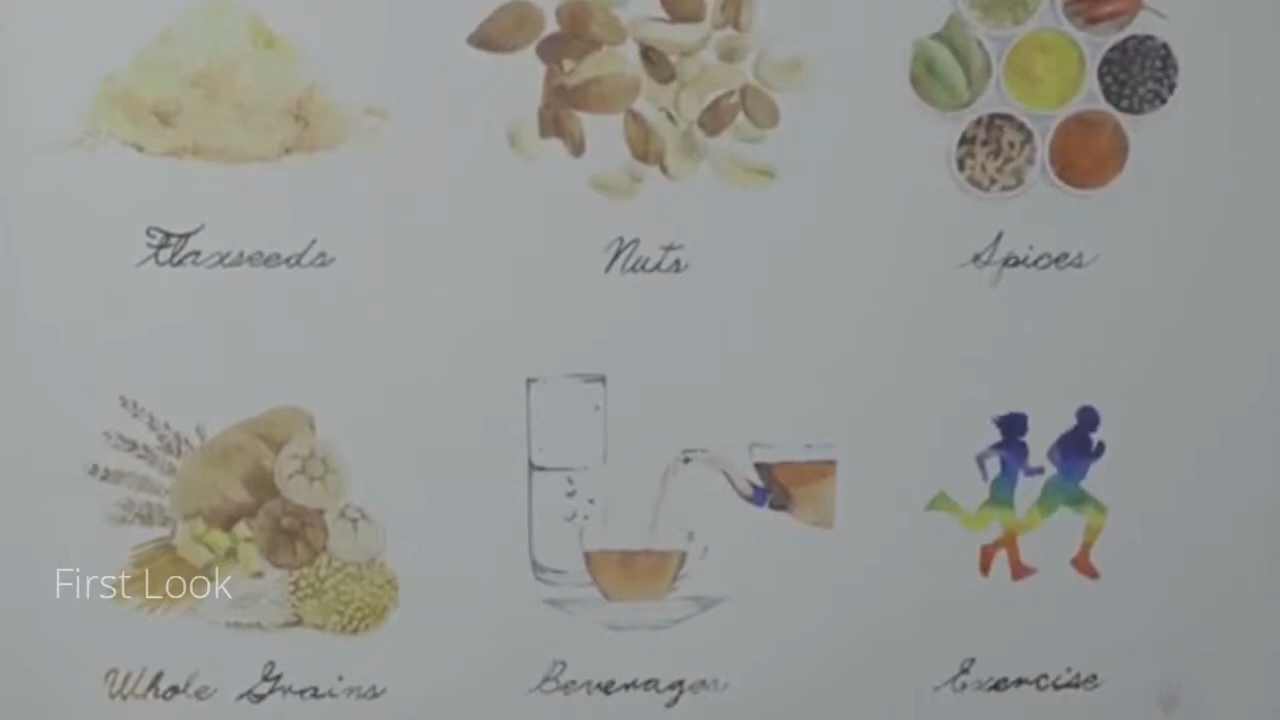 Flaxseeds
Nuts
Spices
First Look
Whole Grains
Beverages
Exercise